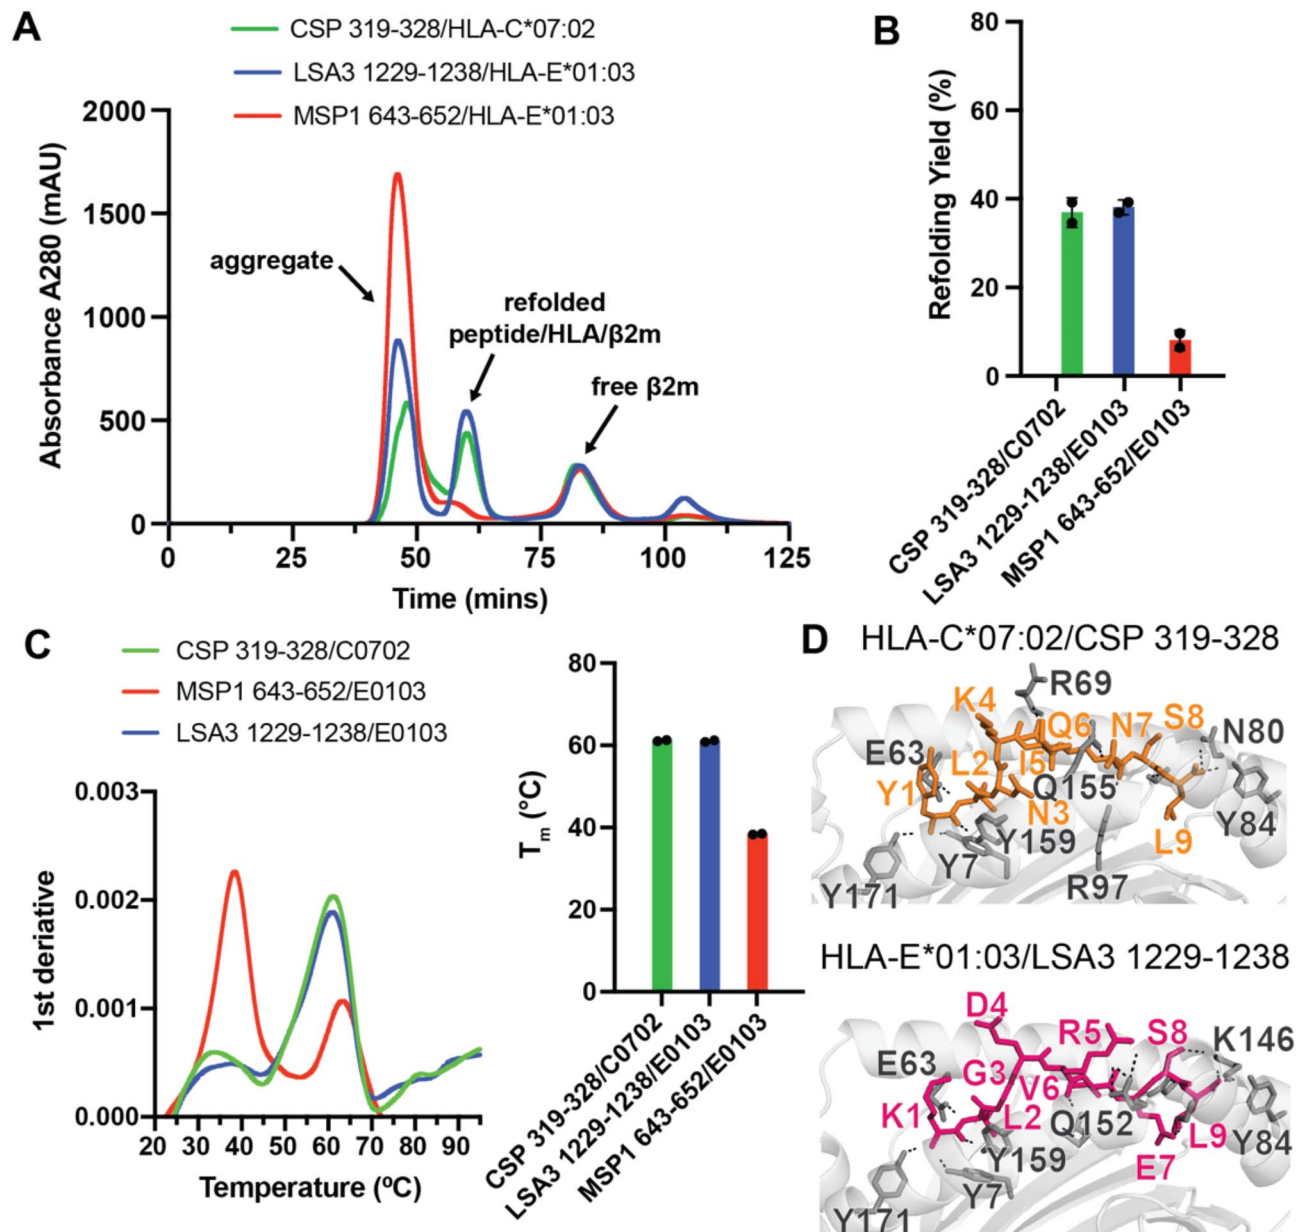 A
CSP 319-328/HLA-C*07:02
LSA3 1229-1238/HLA-E*01:03
MSP1 643-652/HLA-E*01:03
2000
1500
1000
500
0
Absorbance A280 (mAU)
aggregate
refolded
peptide/HLA/β2m
free β2m
0 25 50 75 100 125
Time (mins)
B
80
60
40
20
0
Refolding Yield (%)
CSP 319-328/C0702
LSA3 1229-1238/E0103
MSP1 643-652/E0103
C
CSP 319-328/C0702
MSP1 643-652/E0103
LSA3 1229-1238/E0103
0.003
0.002
0.001
0.000
1st deriative
20 30 40 50 60 70 80 90
Temperature (ºC)
80
60
40
20
0
Tm (°C)
CSP 319-328/C0702
LSA3 1229-1238/E0103
MSP1 643-652/E0103
D
HLA-C*07:02/CSP 319-328
R69
K4
Q6
N7
S8
N80
E63
L2
I5
Y1
Q155
N3
Y159
Y84
L9
Y7
R97
Y171
HLA-E*01:03/LSA3 1229-1238
D4
R5
S8
K146
E63
G3
V6
K1
L2
Q152
L9
Y84
Y159
E7
Y7
Y171